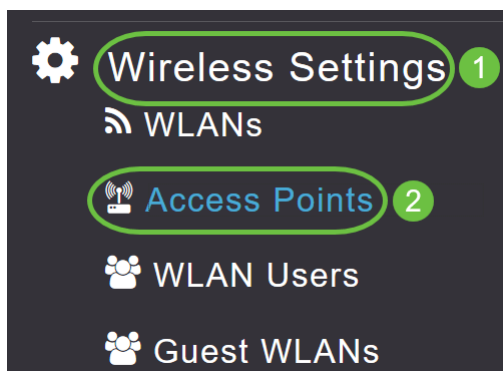 Wireless Settings 1
WLANs
Access Points 2
WLAN Users
Guest WLANs